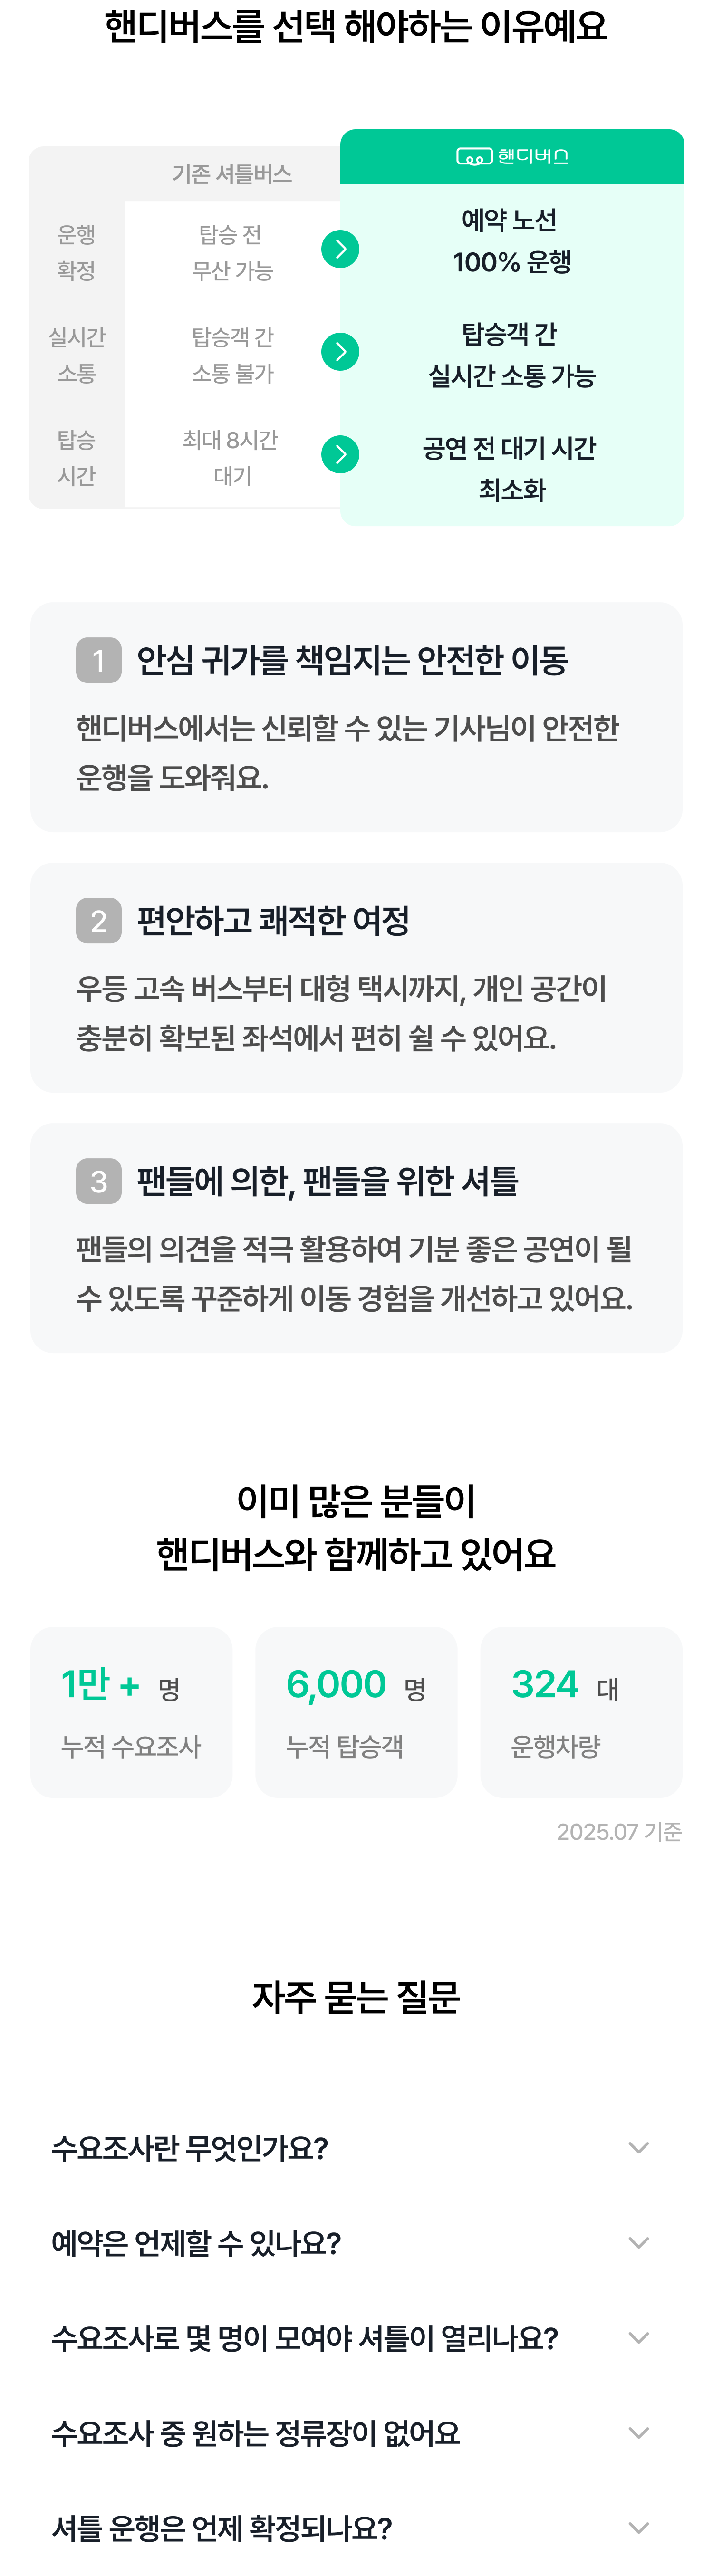 핸디버스를 선택 해야하는 이유예요
기존 셔틀버스
핸디버스
운행
확정
탑승 전
무산 가능
예약 노선
100% 운행
실시간
소통
탑승객 간
소통 불가
탑승객 간
실시간 소통 가능
탑승
시간
최대 8시간
대기
공연 전 대기 시간
최소화
1 안심 귀가를 책임지는 안전한 이동
핸디버스에서는 신뢰할 수 있는 기사님이 안전한
운행을 도와줘요.
2 편안하고 쾌적한 여정
우등 고속 버스부터 대형 택시까지, 개인 공간이
충분히 확보된 좌석에서 편히 쉴 수 있어요.
3 팬들에 의한, 팬들을 위한 셔틀
팬들의 의견을 적극 활용하여 기분 좋은 공연이 될
수 있도록 꾸준하게 이동 경험을 개선하고 있어요.
이미 많은 분들이
핸디버스와 함께하고 있어요
1만 + 명
누적 수요조사
6,000 명
누적 탑승객
324 대
운행차량
2025.07 기준
자주 묻는 질문
수요조사란 무엇인가요?
예약은 언제할 수 있나요?
수요조사로 몇 명이 모여야 셔틀이 열리나요?
수요조사 중 원하는 정류장이 없어요
셔틀 운행은 언제 확정되나요?